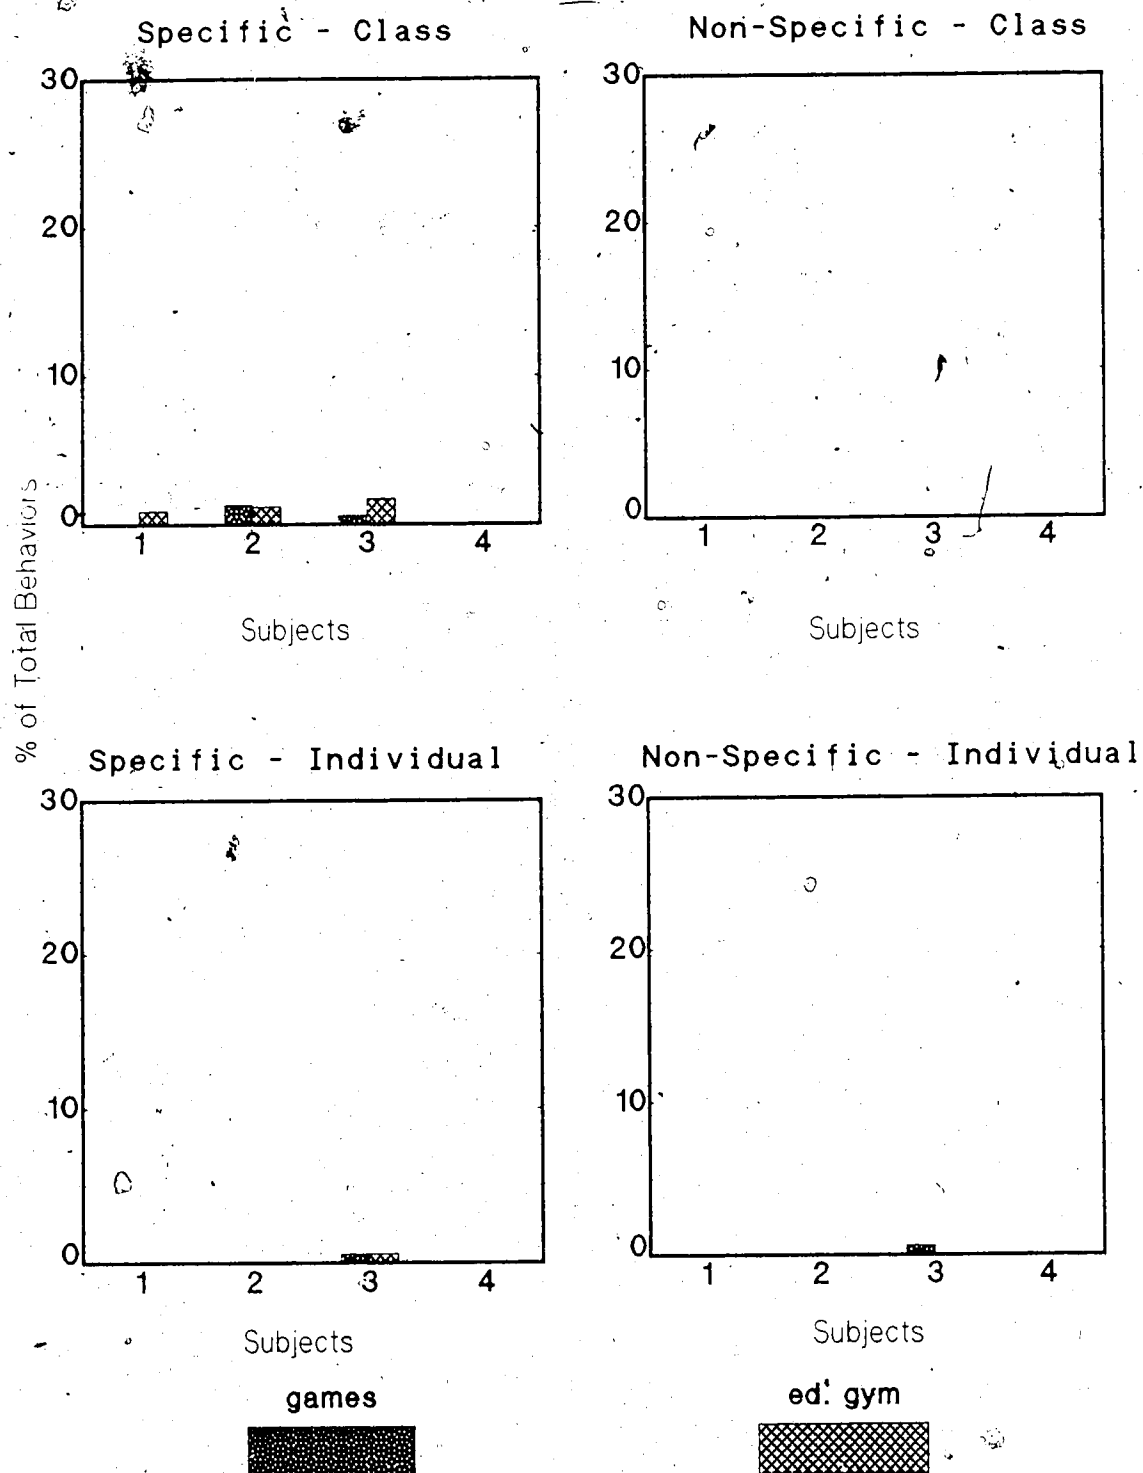 Specific - Class
30
20
10
0
1 2 3 4
Subjects
Non-Specific - Class
30
20
10
0
1 2 3 4
Subjects
% of Total Behaviors
Specific - Individual
30
20
10
0
1 2 3 4
Subjects
Non-Specific - Individual
30
20
10
0
1 2 3 4
Subjects
games
ed. gym